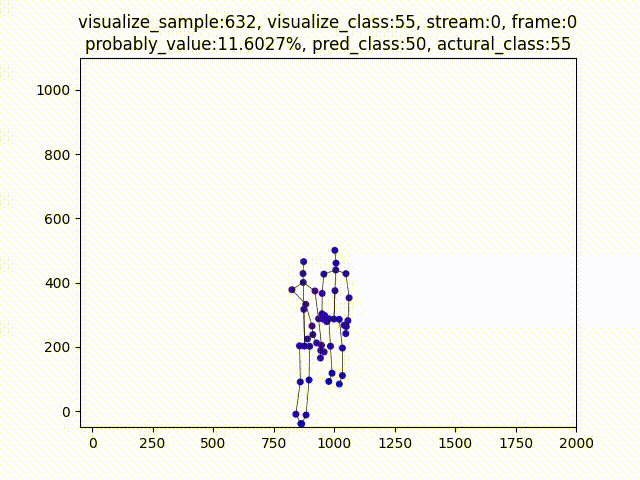 visualize_sample:632, visualize_class:55, stream:0, frame:0
probably_value:11.6027%, pred_class:50, actural_class:55
1000
800
600
400
200
0
0 250 500 750 1000 1250 1500 1750 2000